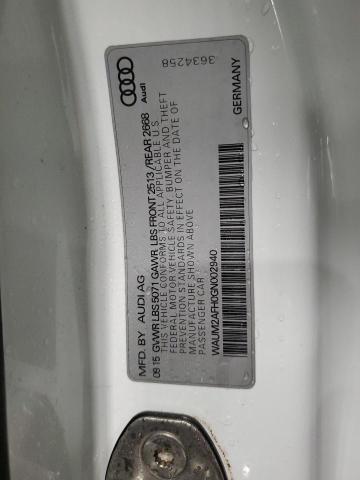 MFD. BY AUDI AG
09 15 GVWR LBS 5071 GAWR LBS FRONT 2513 / REAR 2668
THIS VEHICLE CONFORMS TO ALL APPLICABLE U.S.
FEDERAL MOTOR VEHICLE SAFETY, BUMPER AND THEFT
PREVENTION STANDARDS IN EFFECT ON THE DATE OF
MANUFACTURE SHOWN ABOVE.
PASSENGER CAR
WAUM2AFH0GN002940
GERMANY
Audi
3634258